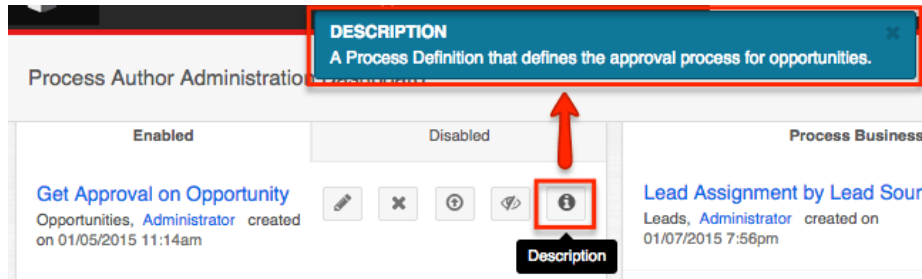 DESCRIPTION
A Process Definition that defines the approval process for opportunities.
Process Author Administration
Enabled
Disabled
Process Business
Get Approval on Opportunity
Opportunities, Administrator created
on 01/05/2015 11:14am
Description
Lead Assignment by Lead Sour
Leads, Administrator created on
01/07/2015 7:56pm